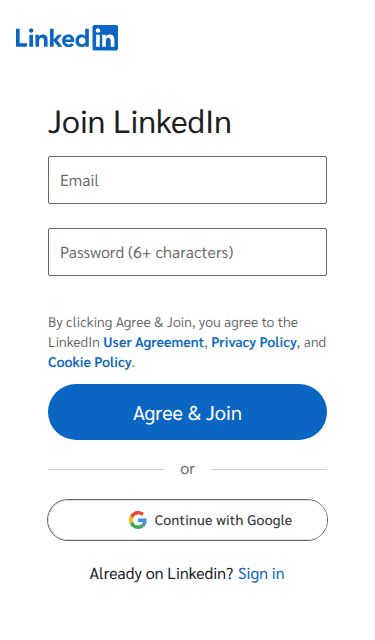 Linkedin
Join LinkedIn
Email
Password (6+ characters)
By clicking Agree & Join, you agree to the
LinkedIn User Agreement, Privacy Policy, and
Cookie Policy.
Agree & Join
or
Continue with Google
Already on Linkedin? Sign in